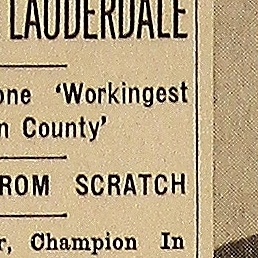 LAUDERDALE
one 'Workingest
n County'
ROM SCRATCH
r, Champion In